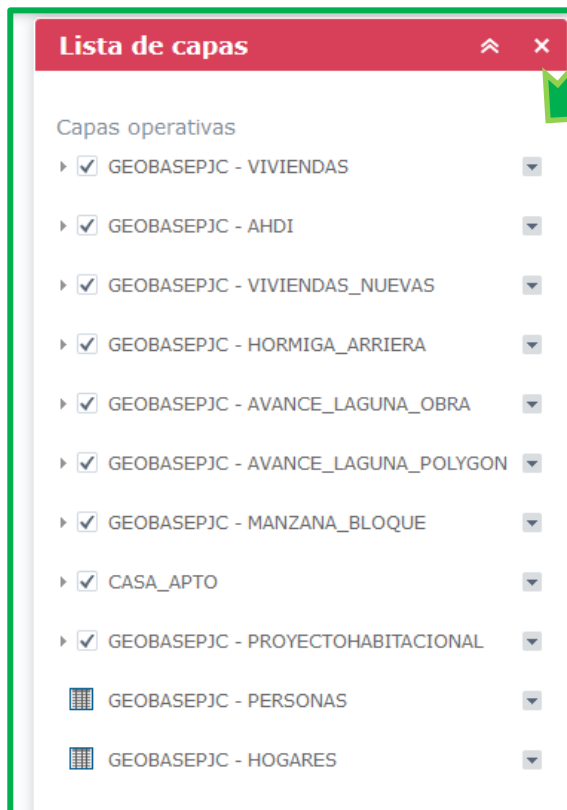 Lista de capas
Capas operativas
GEOBASEPJC - VIVIENDAS
GEOBASEPJC - AHDI
GEOBASEPJC - VIVIENDAS_NUEVAS
GEOBASEPJC - HORMIGA_ARRIERA
GEOBASEPJC - AVANCE_LAGUNA_OBRA
GEOBASEPJC - AVANCE_LAGUNA_POLYGON
GEOBASEPJC - MANZANA_BLOQUE
CASA_APTO
GEOBASEPJC - PROYECTOHABITACIONAL
GEOBASEPJC - PERSONAS
GEOBASEPJC - HOGARES